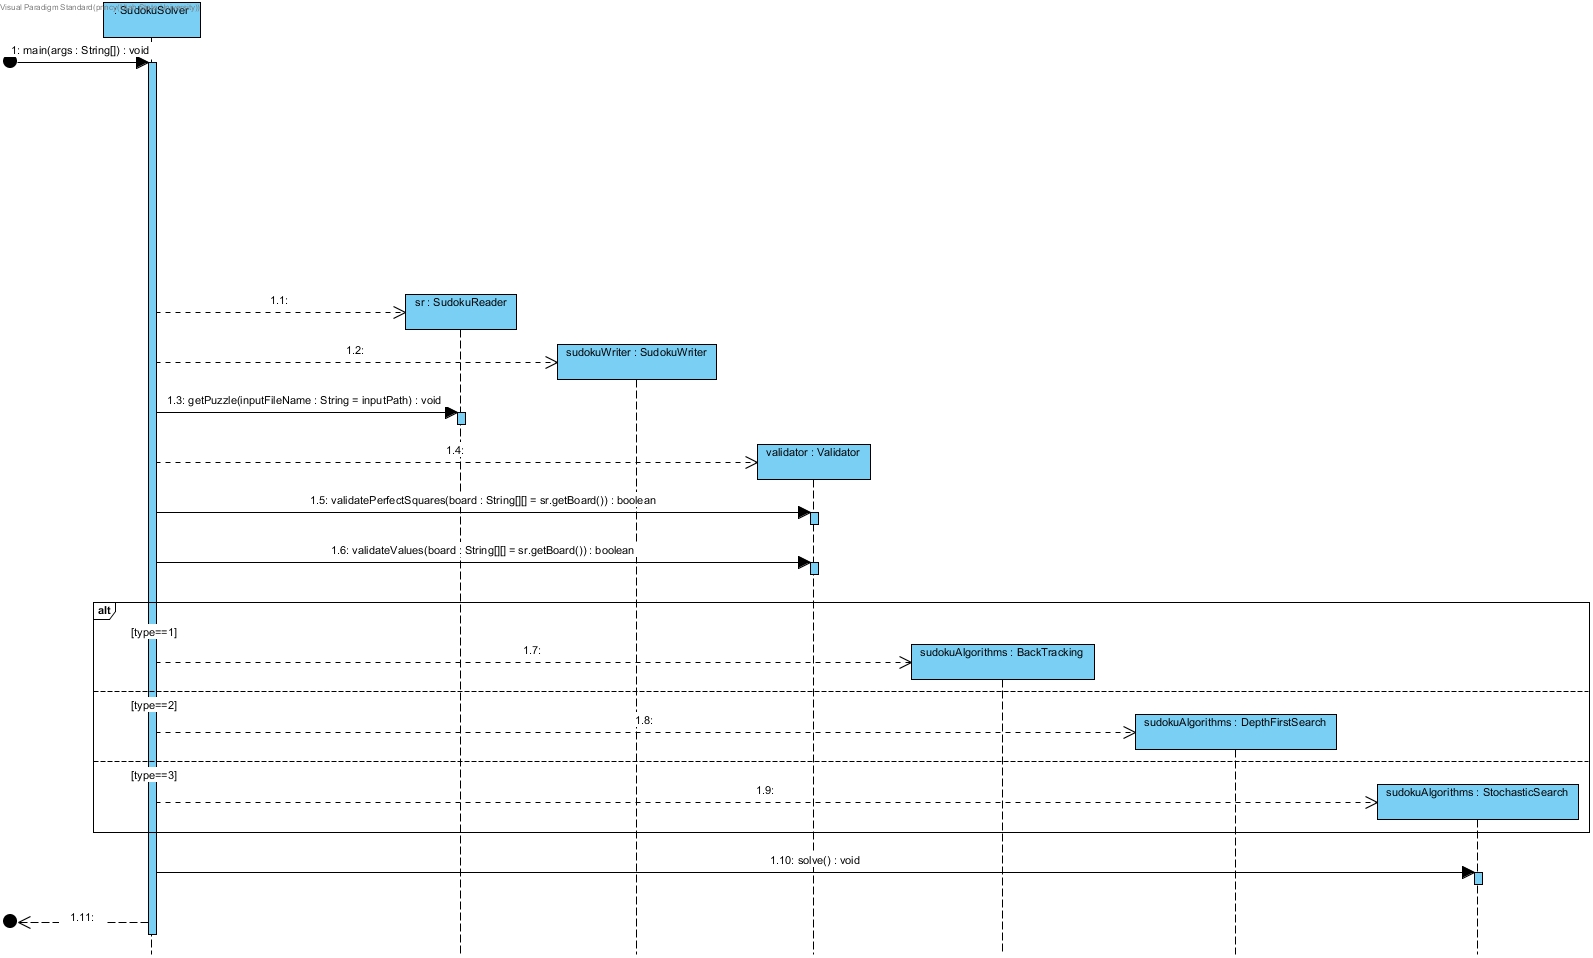 Visual Paradigm Standard
: SudokuSolver
1: main(args : String[]) : void
1.1:
sr : SudokuReader
1.2:
sudokuWriter : SudokuWriter
1.3: getPuzzle(inputFileName : String = inputPath) : void
1.4:
validator : Validator
1.5: validatePerfectSquares(board : String[][] = sr.getBoard()) : boolean
1.6: validateValues(board : String[][] = sr.getBoard()) : boolean
alt
[type==1]
1.7:
sudokuAlgorithms : BackTracking
[type==2]
1.8:
sudokuAlgorithms : DepthFirstSearch
[type==3]
1.9:
sudokuAlgorithms : StochasticSearch
1.10: solve() : void
1.11: